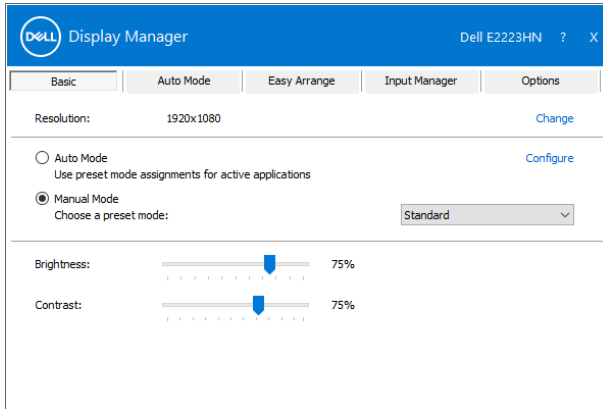 DELL Display Manager Dell E2223HN ? X
Basic Auto Mode Easy Arrange Input Manager Options
Resolution: 1920x1080 Change
Auto Mode Configure
Use preset mode assignments for active applications
Manual Mode
Choose a preset mode: Standard
Brightness: 75%
Contrast: 75%